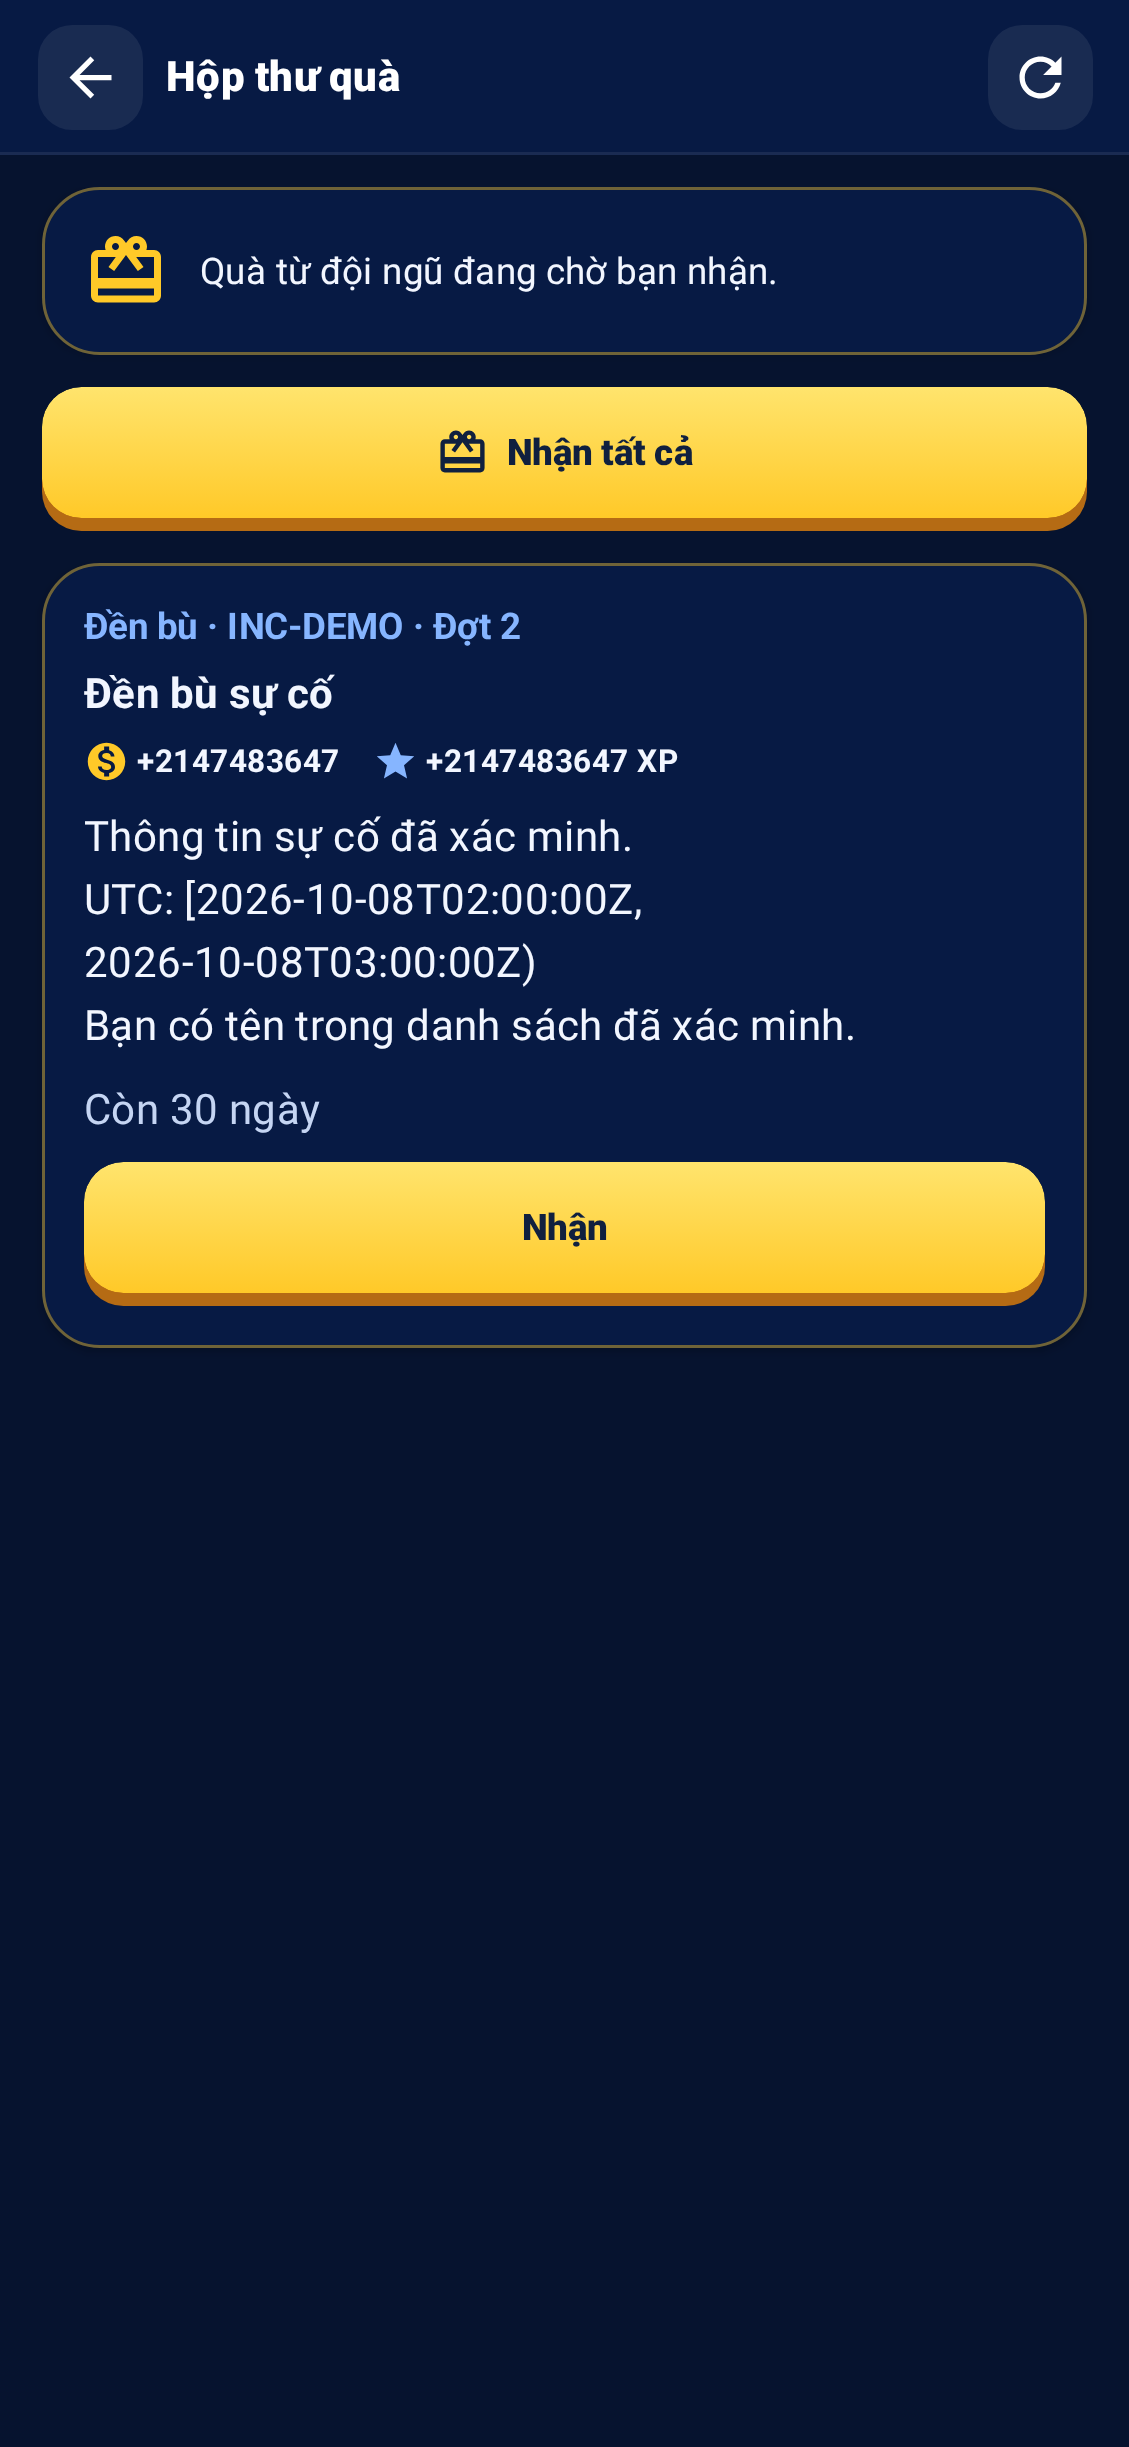 Hộp thư quà
Quà từ đội ngũ đang chờ bạn nhận.
Nhận tất cả
Đền bù · INC-DEMO · Đợt 2
Đền bù sự cố
+2147483647 +2147483647 XP
Thông tin sự cố đã xác minh.
UTC: [2026-10-08T02:00:00Z,
2026-10-08T03:00:00Z)
Bạn có tên trong danh sách đã xác minh.
Còn 30 ngày
Nhận